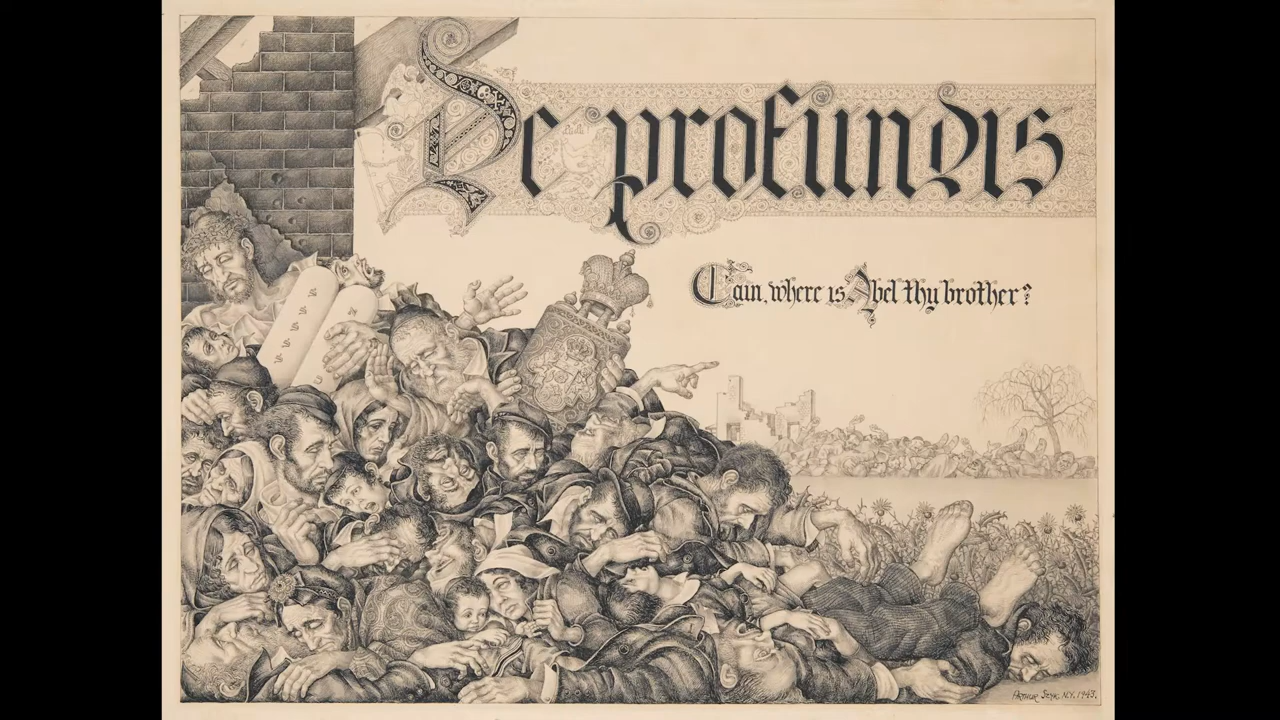 De profundis
Cain, where is Abel thy brother?
ARTHUR SZYK. N.Y. 1943.